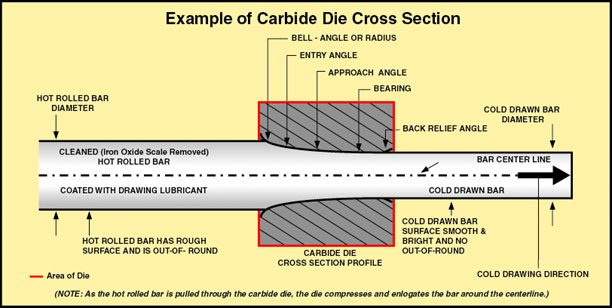 Example of Carbide Die Cross Section
BELL - ANGLE OR RADIUS
ENTRY ANGLE
APPROACH ANGLE
BEARING
HOT ROLLED BAR
DIAMETER
COLD DRAWN BAR
DIAMETER
BACK RELIEF ANGLE
CLEANED (Iron Oxide Scale Removed)
HOT ROLLED BAR
BAR CENTER LINE
COATED WITH DRAWING LUBRICANT
COLD DRAWN BAR
HOT ROLLED BAR HAS ROUGH
SURFACE AND IS OUT-OF- ROUND
CARBIDE DIE
CROSS SECTION PROFILE
COLD DRAWN BAR
SURFACE SMOOTH &
BRIGHT AND NO
OUT-OF-ROUND
COLD DRAWING DIRECTION
Area of Die
(NOTE: As the hot rolled bar is pulled through the carbide die, the die compresses and enlogates the bar around the centerline.)